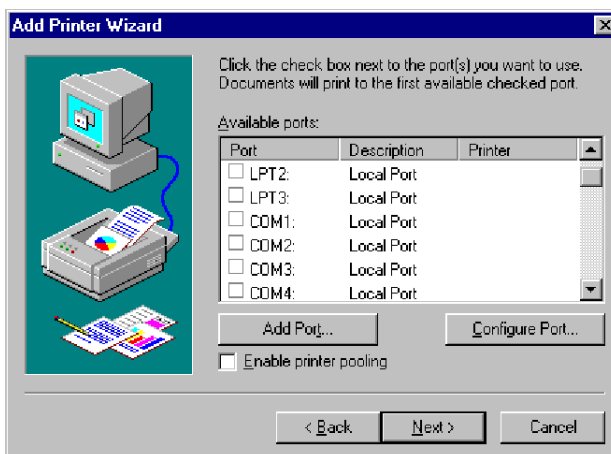 Add Printer Wizard
Click the check box next to the port(s) you want to use.
Documents will print to the first available checked port.
Available ports:
Port Description Printer
LPT2: Local Port
LPT3: Local Port
COM1: Local Port
COM2: Local Port
COM3: Local Port
COM4: Local Port
Add Port... Configure Port...
Enable printer pooling
< Back Next > Cancel